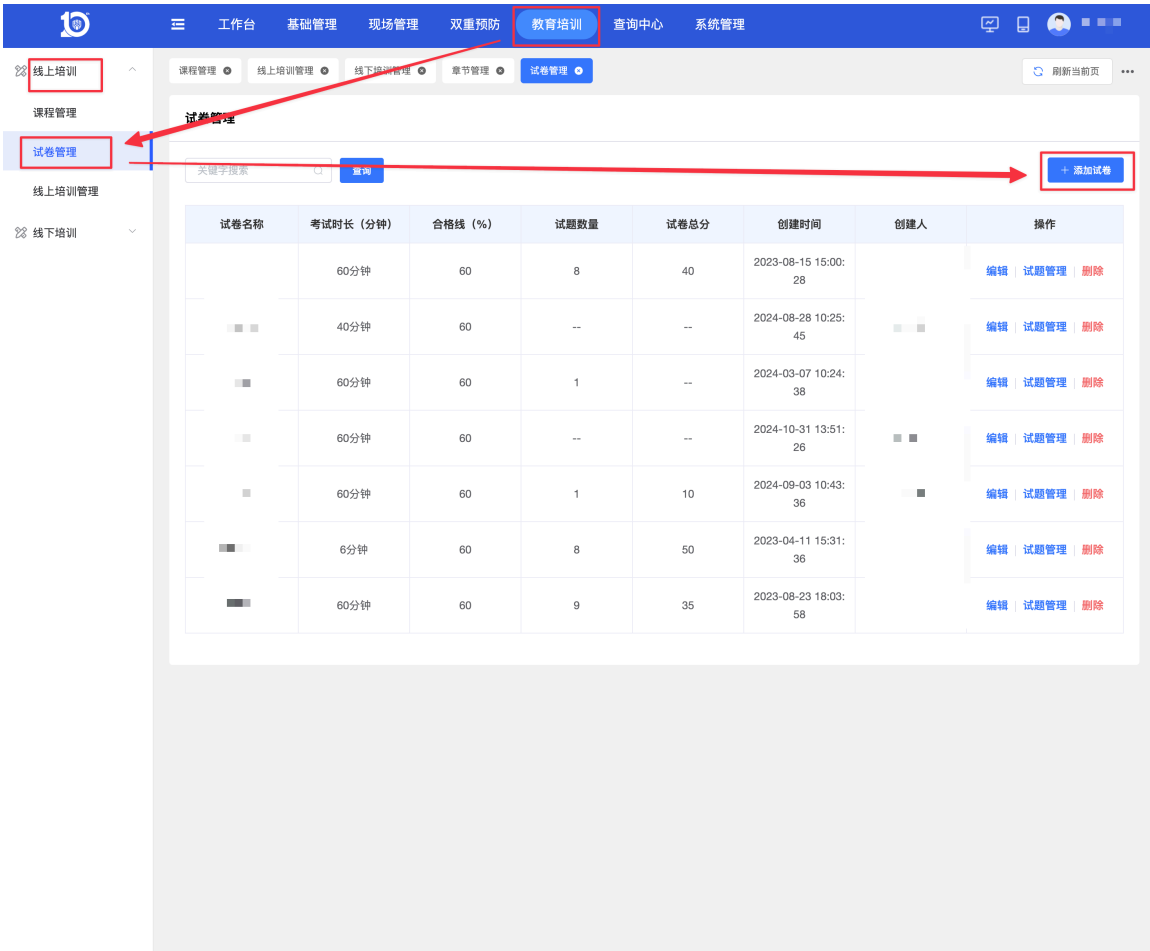 工作台 基础管理 现场管理 双重预防 教育培训 查询中心 系统管理
线上培训
课程管理
试卷管理
线上培训管理
线下培训
课程管理 线上培训管理 线下培训管理 章节管理 试卷管理 刷新当前页
试卷管理
关键字搜索 查询 + 添加试卷
试卷名称 考试时长（分钟） 合格线（%） 试题数量 试卷总分 创建时间 创建人 操作
60分钟 60 8 40 2023-08-15 15:00:28 编辑 试题管理 删除
40分钟 60 -- -- 2024-08-28 10:25:45 编辑 试题管理 删除
60分钟 60 1 -- 2024-03-07 10:24:38 编辑 试题管理 删除
60分钟 60 -- -- 2024-10-31 13:51:26 编辑 试题管理 删除
60分钟 60 1 10 2024-09-03 10:43:36 编辑 试题管理 删除
6分钟 60 8 50 2023-04-11 15:31:36 编辑 试题管理 删除
60分钟 60 9 35 2023-08-23 18:03:58 编辑 试题管理 删除